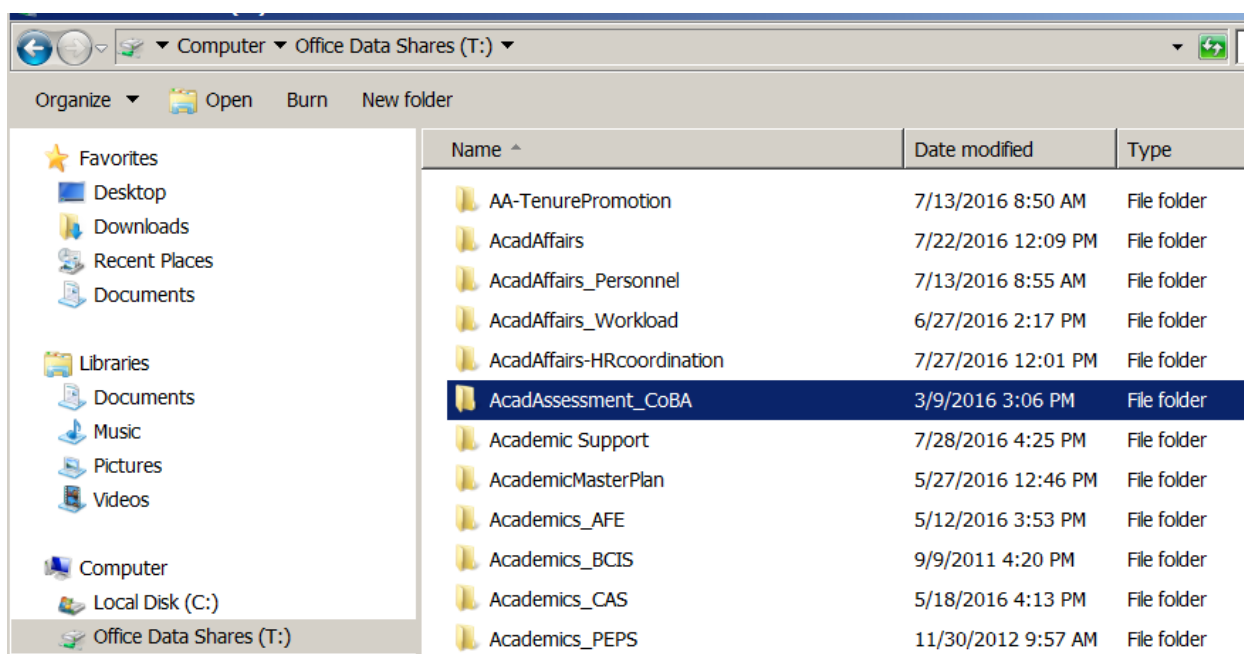 Computer Office Data Shares (T:)
Organize Open Burn New folder
Favorites
Desktop
Downloads
Recent Places
Documents
Libraries
Documents
Music
Pictures
Videos
Computer
Local Disk (C:)
Office Data Shares (T:)
Name Date modified Type
AA-TenurePromotion 7/13/2016 8:50 AM File folder
AcadAffairs 7/22/2016 12:09 PM File folder
AcadAffairs_Personnel 7/13/2016 8:55 AM File folder
AcadAffairs_Workload 6/27/2016 2:17 PM File folder
AcadAffairs-HRcoordination 7/27/2016 12:01 PM File folder
AcadAssessment_CoBA 3/9/2016 3:06 PM File folder
Academic Support 7/28/2016 4:25 PM File folder
AcademicMasterPlan 5/27/2016 12:46 PM File folder
Academics_AFE 5/12/2016 3:53 PM File folder
Academics_BCIS 9/9/2011 4:20 PM File folder
Academics_CAS 5/18/2016 4:13 PM File folder
Academics_PEPS 11/30/2012 9:57 AM File folder